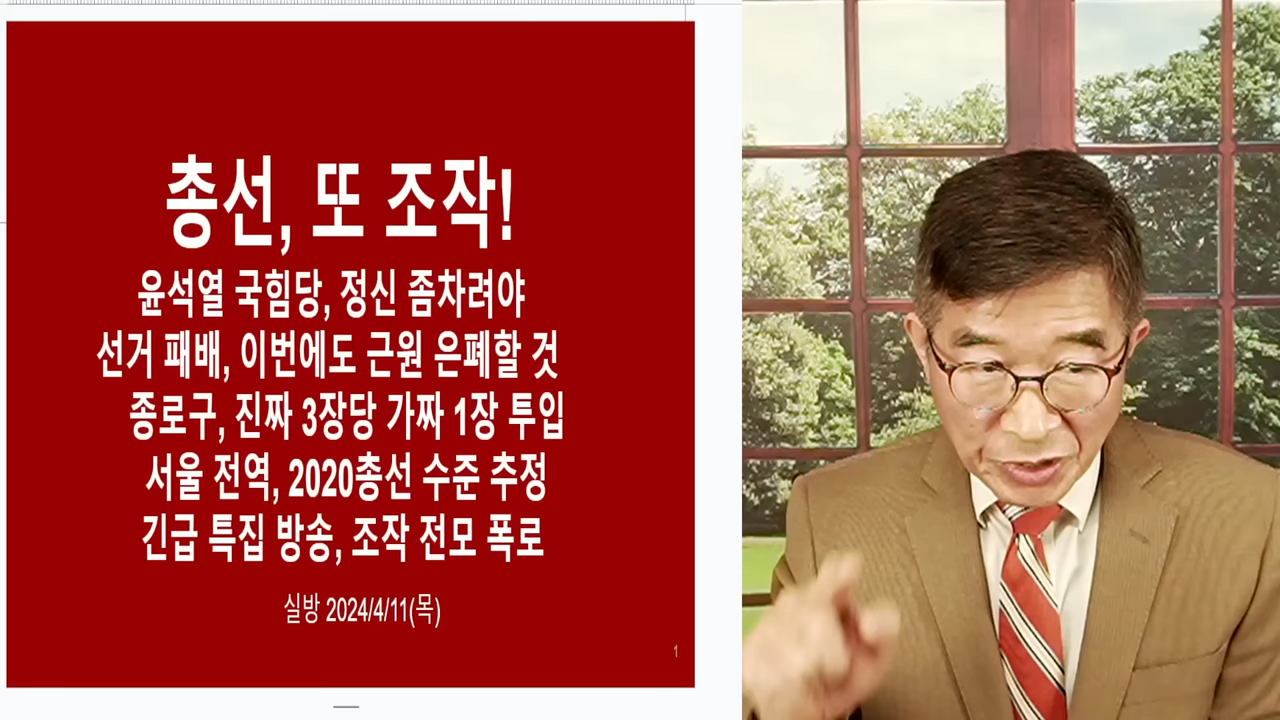 총선, 또 조작!
윤석열 국힘당, 정신 좀차려야
선거 패배, 이번에도 근원 은폐할 것
종로구, 진짜 3장당 가짜 1장 투입
서울 전역, 2020총선 수준 추정
긴급 특집 방송, 조작 전모 폭로
실방 2024/4/11(목)
1